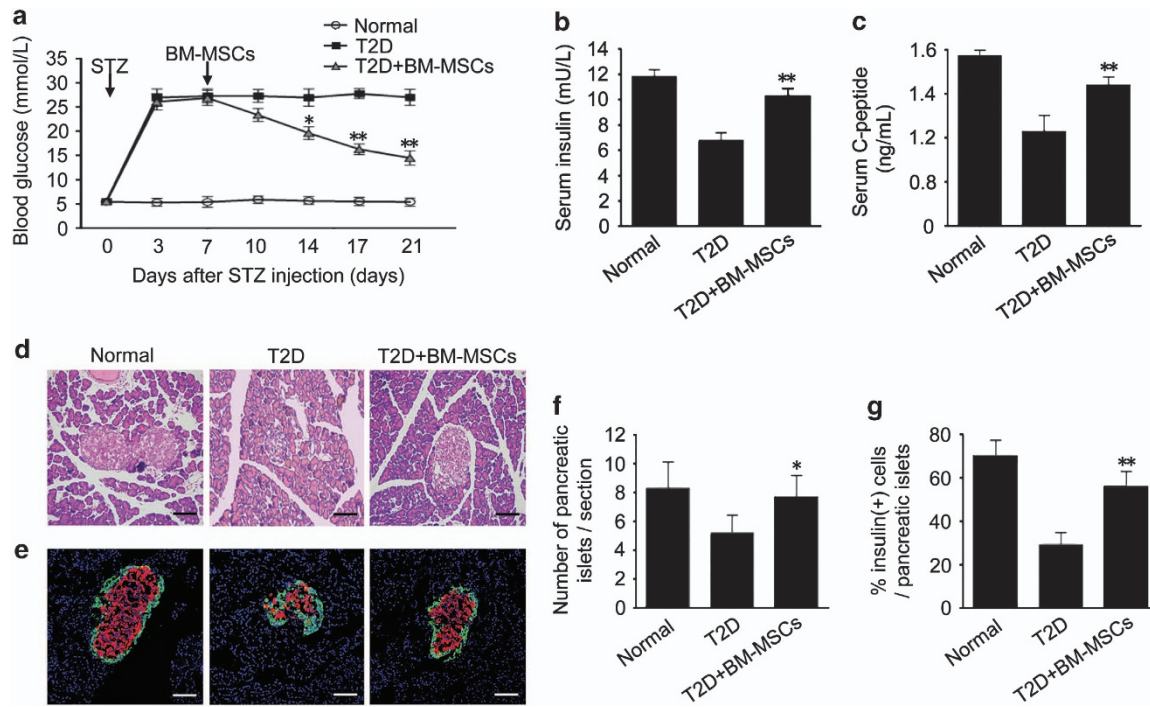 a
Normal
T2D
T2D+BM-MSCs
STZ
BM-MSCs
Blood glucose (mmol/L)
35
30
25
20
15
10
5
0
0 3 7 10 14 17 21
* ** **
Days after STZ injection (days)
b
Serum insulin (mU/L)
14
12
10
8
6
4
2
0
**
Normal
T2D
T2D+BM-MSCs
c
Serum C-peptide
(ng/mL)
1.6
1.2
1.8
0
**
Normal
T2D
T2D+BM-MSCs
d
Normal T2D T2D+BM-MSCs
e
f
Number of pancreatic
islets / section
12
10
8
6
4
2
0
*
Normal
T2D
T2D+BM-MSCs
g
% insulin(+) cells
/ pancreatic islets
80
60
40
20
0
**
Normal
T2D
T2D+BM-MSCs